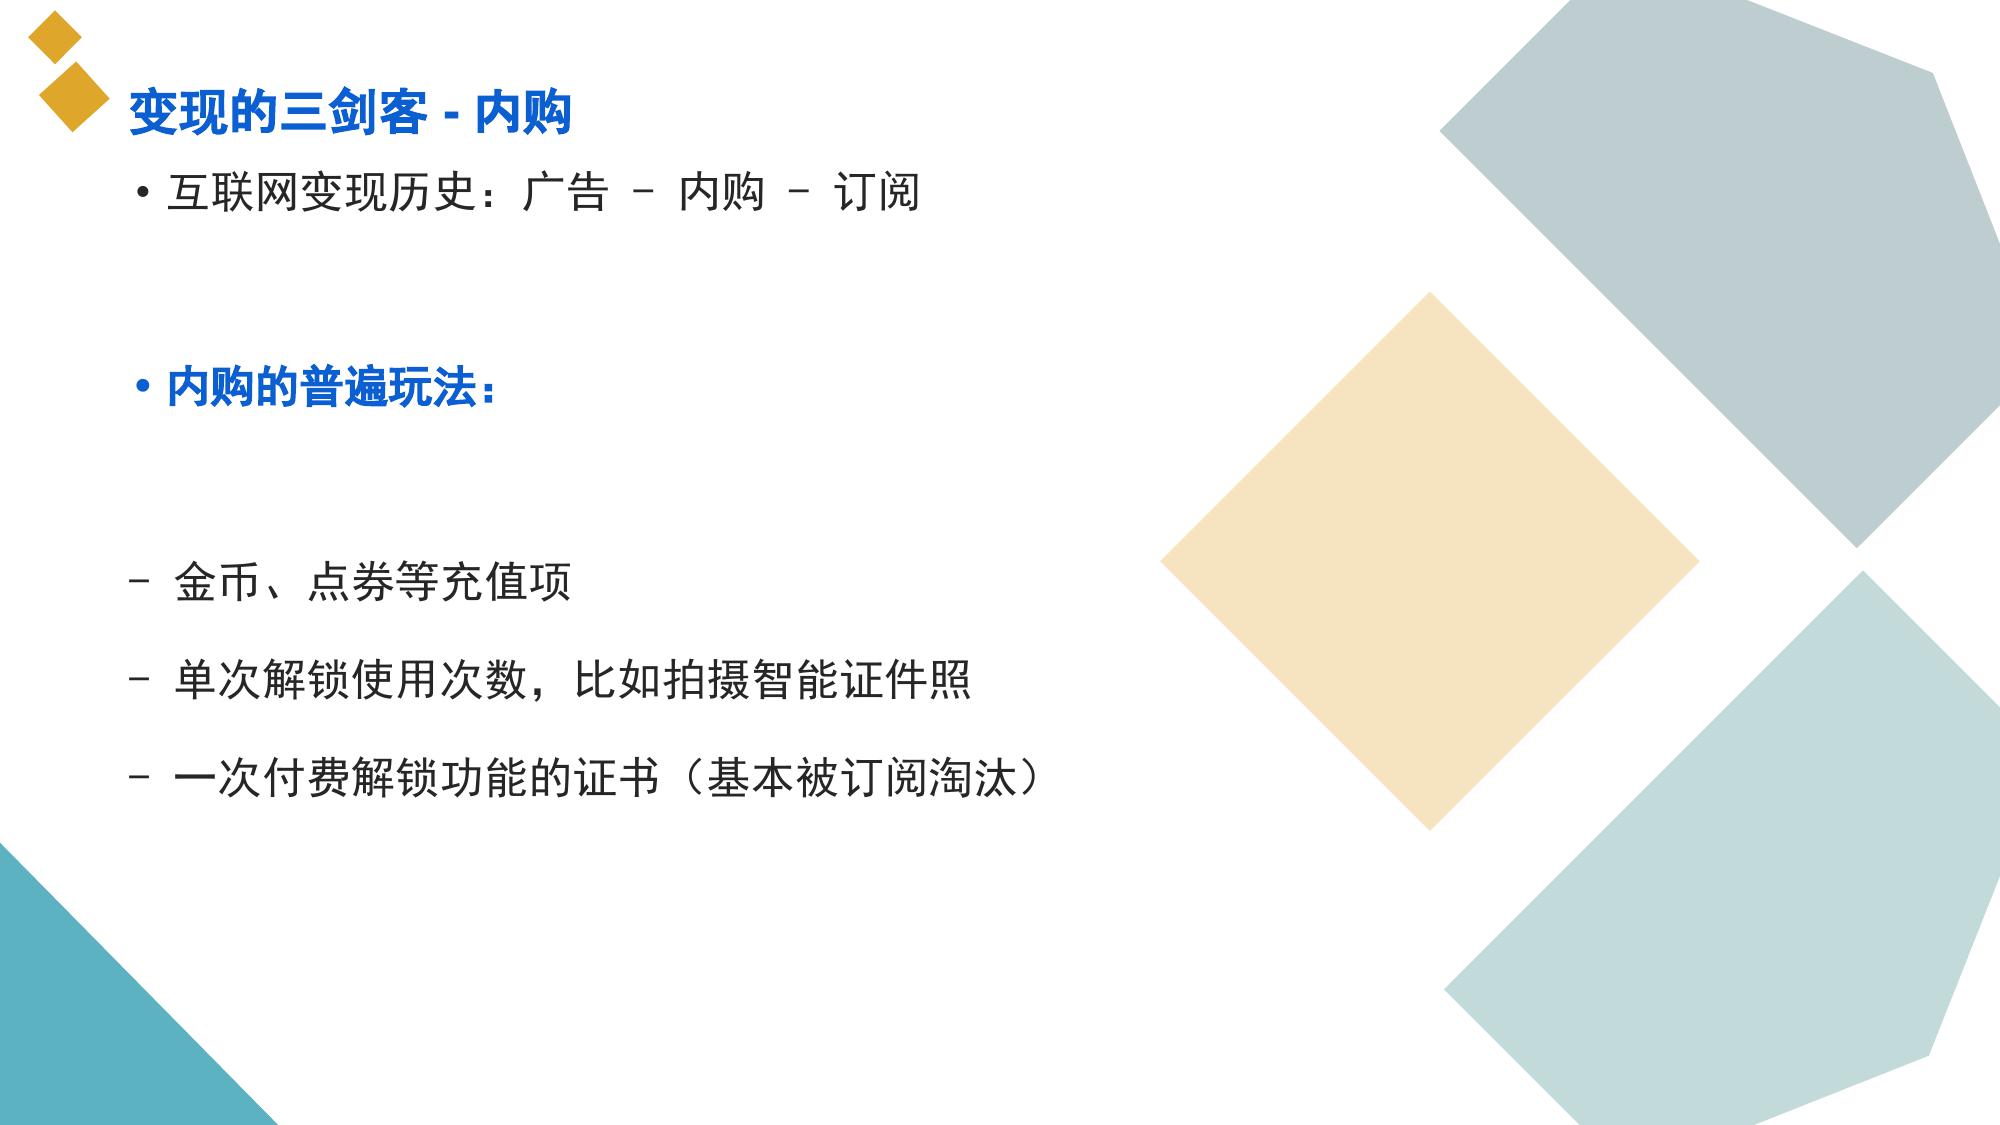 变现的三剑客 - 内购
• 互联网变现历史：广告 - 内购 - 订阅
• 内购的普遍玩法：
- 金币、点券等充值项
- 单次解锁使用次数，比如拍摄智能证件照
- 一次付费解锁功能的证书（基本被订阅淘汰）